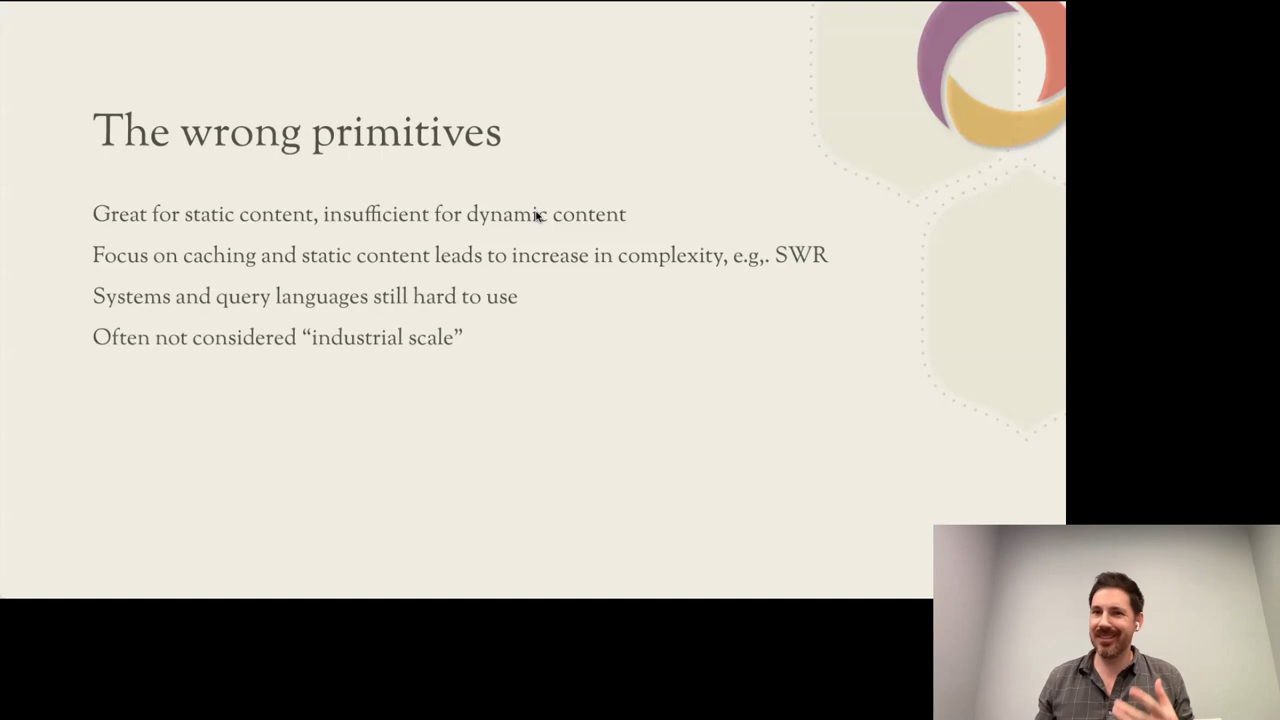 The wrong primitives
Great for static content, insufficient for dynamic content
Focus on caching and static content leads to increase in complexity, e.g,. SWR
Systems and query languages still hard to use
Often not considered “industrial scale”